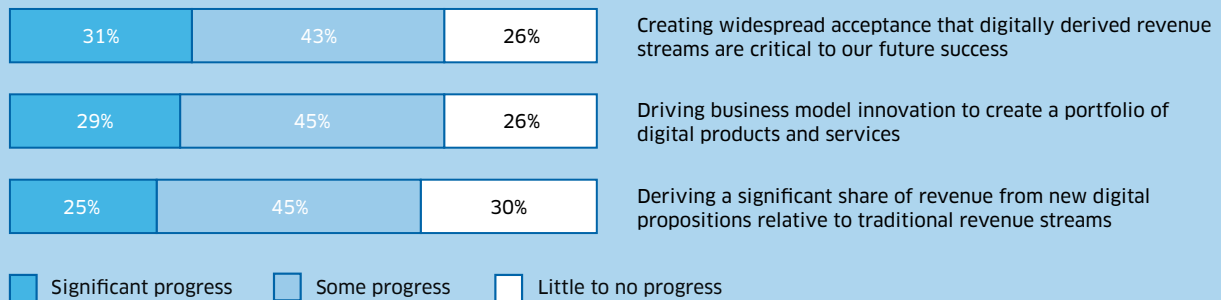 31% 43% 26%
Creating widespread acceptance that digitally derived revenue
streams are critical to our future success
29% 45% 26%
Driving business model innovation to create a portfolio of
digital products and services
25% 45% 30%
Deriving a significant share of revenue from new digital
propositions relative to traditional revenue streams
Significant progress Some progress Little to no progress